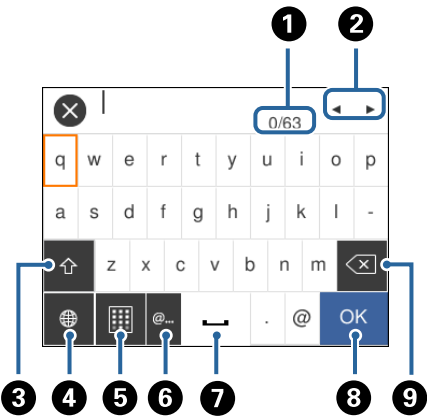 1 2
0/63
q w e r t y u i o p
a s d f g h j k l -
z x c v b n m
@... . @ OK
3 4 5 6 7 8 9